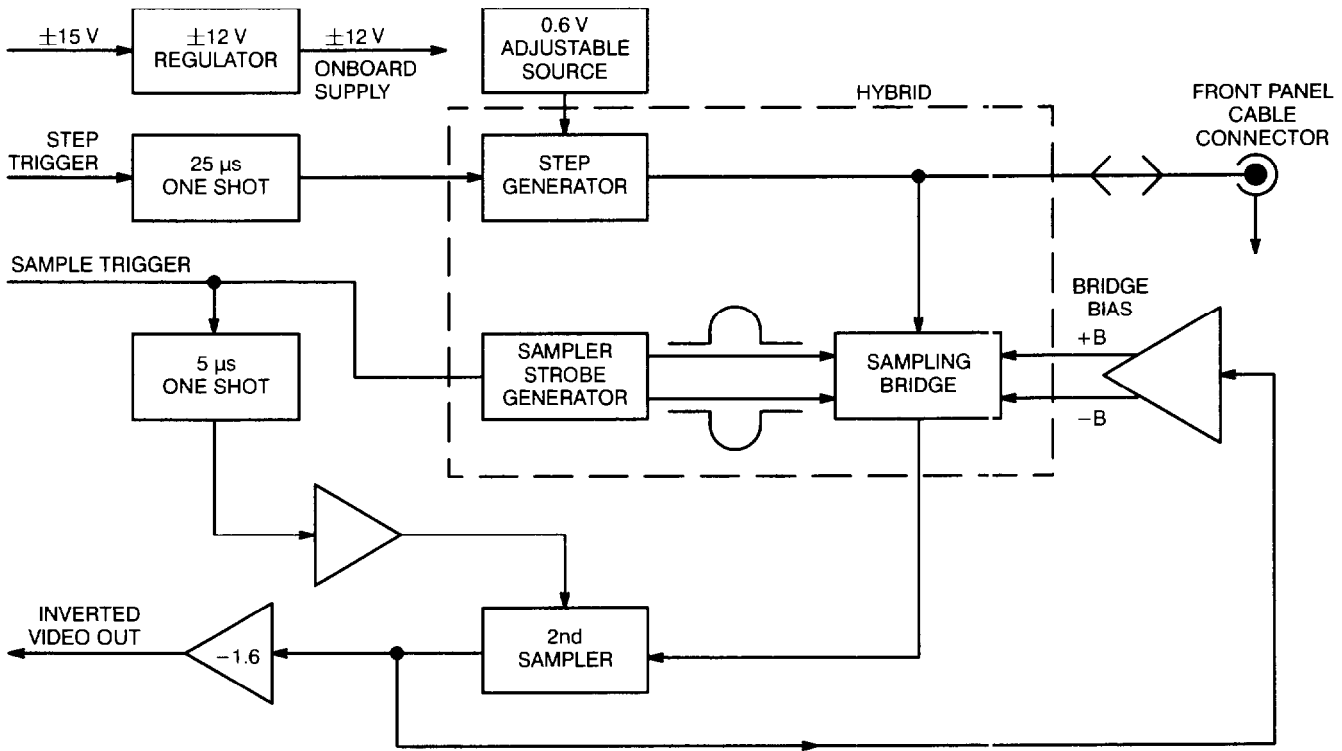 ±15 V
±12 V
REGULATOR
±12 V
ONBOARD
SUPPLY
0.6 V
ADJUSTABLE
SOURCE
HYBRID
FRONT PANEL
CABLE
CONNECTOR
STEP
TRIGGER
25 µs
ONE SHOT
STEP
GENERATOR
SAMPLE TRIGGER
5 µs
ONE SHOT
SAMPLER
STROBE
GENERATOR
SAMPLING
BRIDGE
BRIDGE
BIAS
+B
−B
INVERTED
VIDEO OUT
−1.6
2nd
SAMPLER